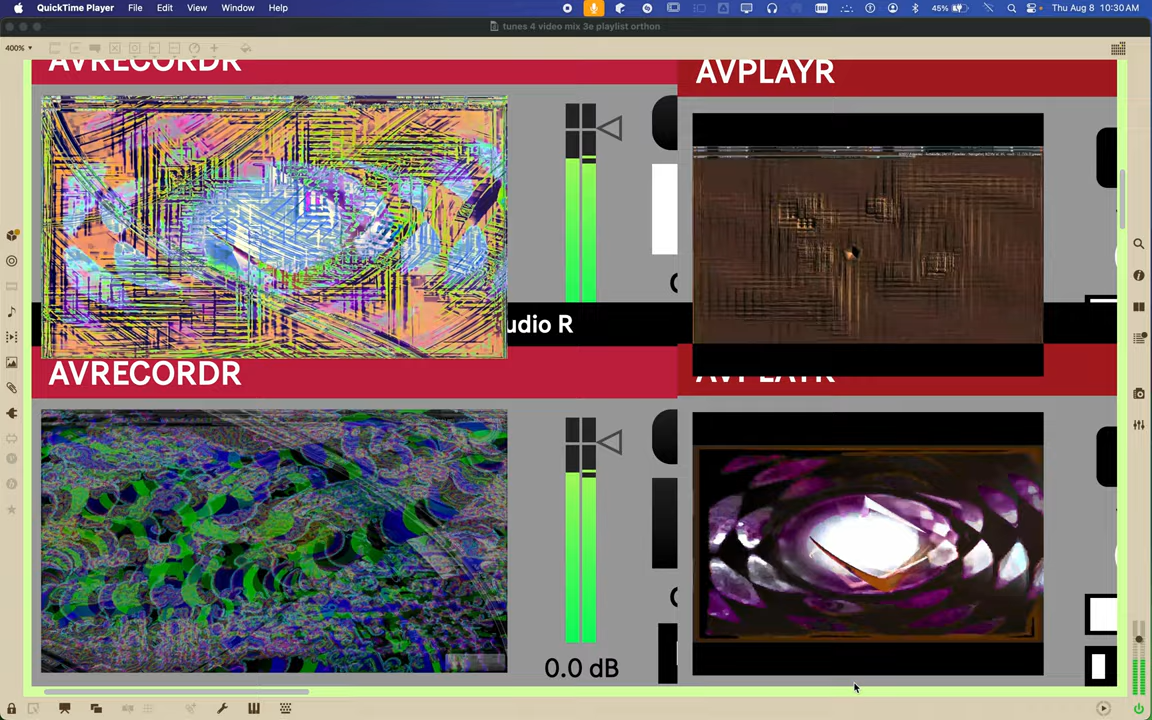 QuickTime Player File Edit View Window Help 45% Thu Aug 8 10:30 AM
tunes 4 video mix 3e playlist orthon
400%
AVRECORDR
AVPLAYR
udio R
AVRECORDR
AVPLAYR
0.0 dB